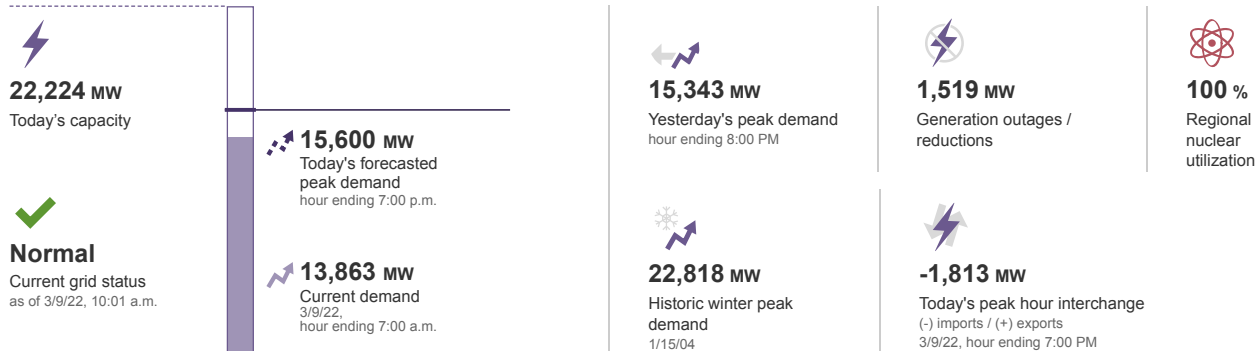 22,224 MW
Today's capacity
Normal
Current grid status
as of 3/9/22, 10:01 a.m.
15,600 MW
Today's forecasted
peak demand
hour ending 7:00 p.m.
13,863 MW
Current demand
3/9/22,
hour ending 7:00 a.m.
15,343 MW
Yesterday's peak demand
hour ending 8:00 PM
1,519 MW
Generation outages /
reductions
100 %
Regional
nuclear
utilization
22,818 MW
Historic winter peak
demand
1/15/04
-1,813 MW
Today's peak hour interchange
(-) imports / (+) exports
3/9/22, hour ending 7:00 PM